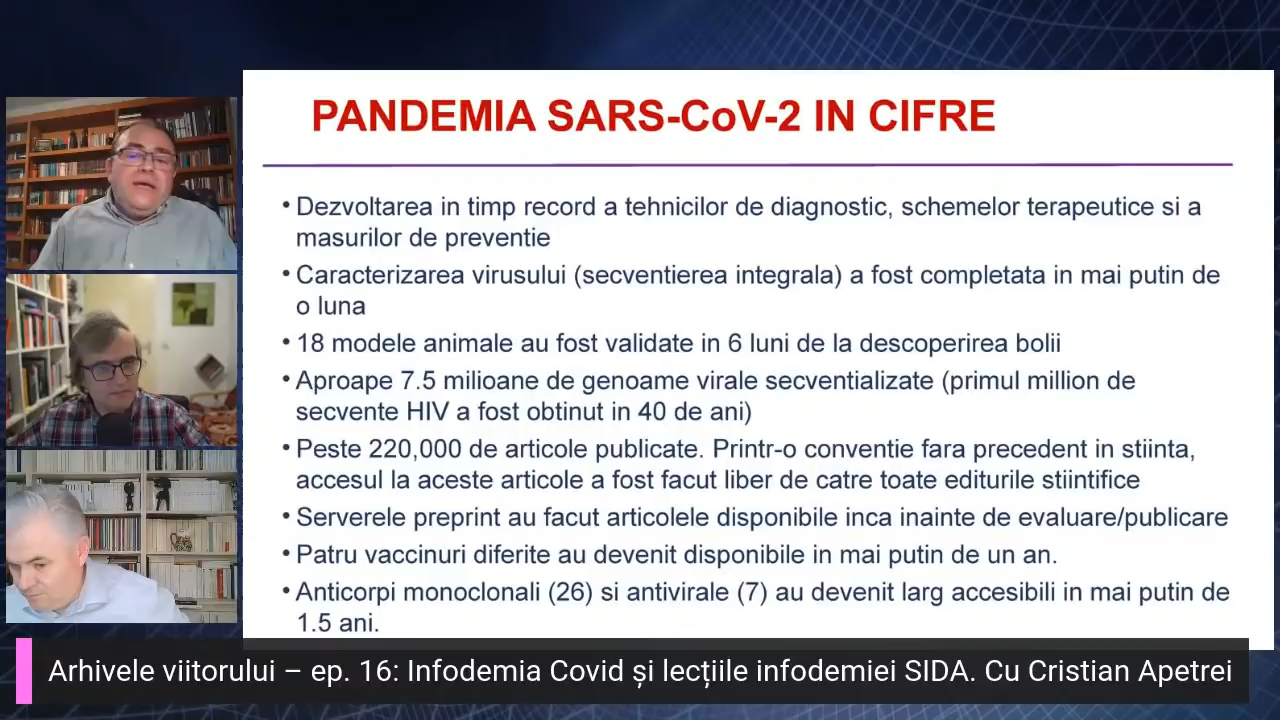 PANDEMIA SARS-CoV-2 IN CIFRE
• Dezvoltarea in timp record a tehnicilor de diagnostic, schemelor terapeutice si a
masurilor de preventie
• Caracterizarea virusului (secventierea integrala) a fost completata in mai putin de
o luna
• 18 modele animale au fost validate in 6 luni de la descoperirea bolii
• Aproape 7.5 milioane de genoame virale secventializate (primul million de
secvente HIV a fost obtinut in 40 de ani)
• Peste 220,000 de articole publicate. Printr-o conventie fara precedent in stiinta,
accesul la aceste articole a fost facut liber de catre toate editurile stiintifice
• Serverele preprint au facut articolele disponibile inca inainte de evaluare/publicare
• Patru vaccinuri diferite au devenit disponibile in mai putin de un an.
• Anticorpi monoclonali (26) si antivirale (7) au devenit larg accesibili in mai putin de
1.5 ani.
Arhivele viitorului – ep. 16: Infodemia Covid și lecțiile infodemiei SIDA. Cu Cristian Apetrei